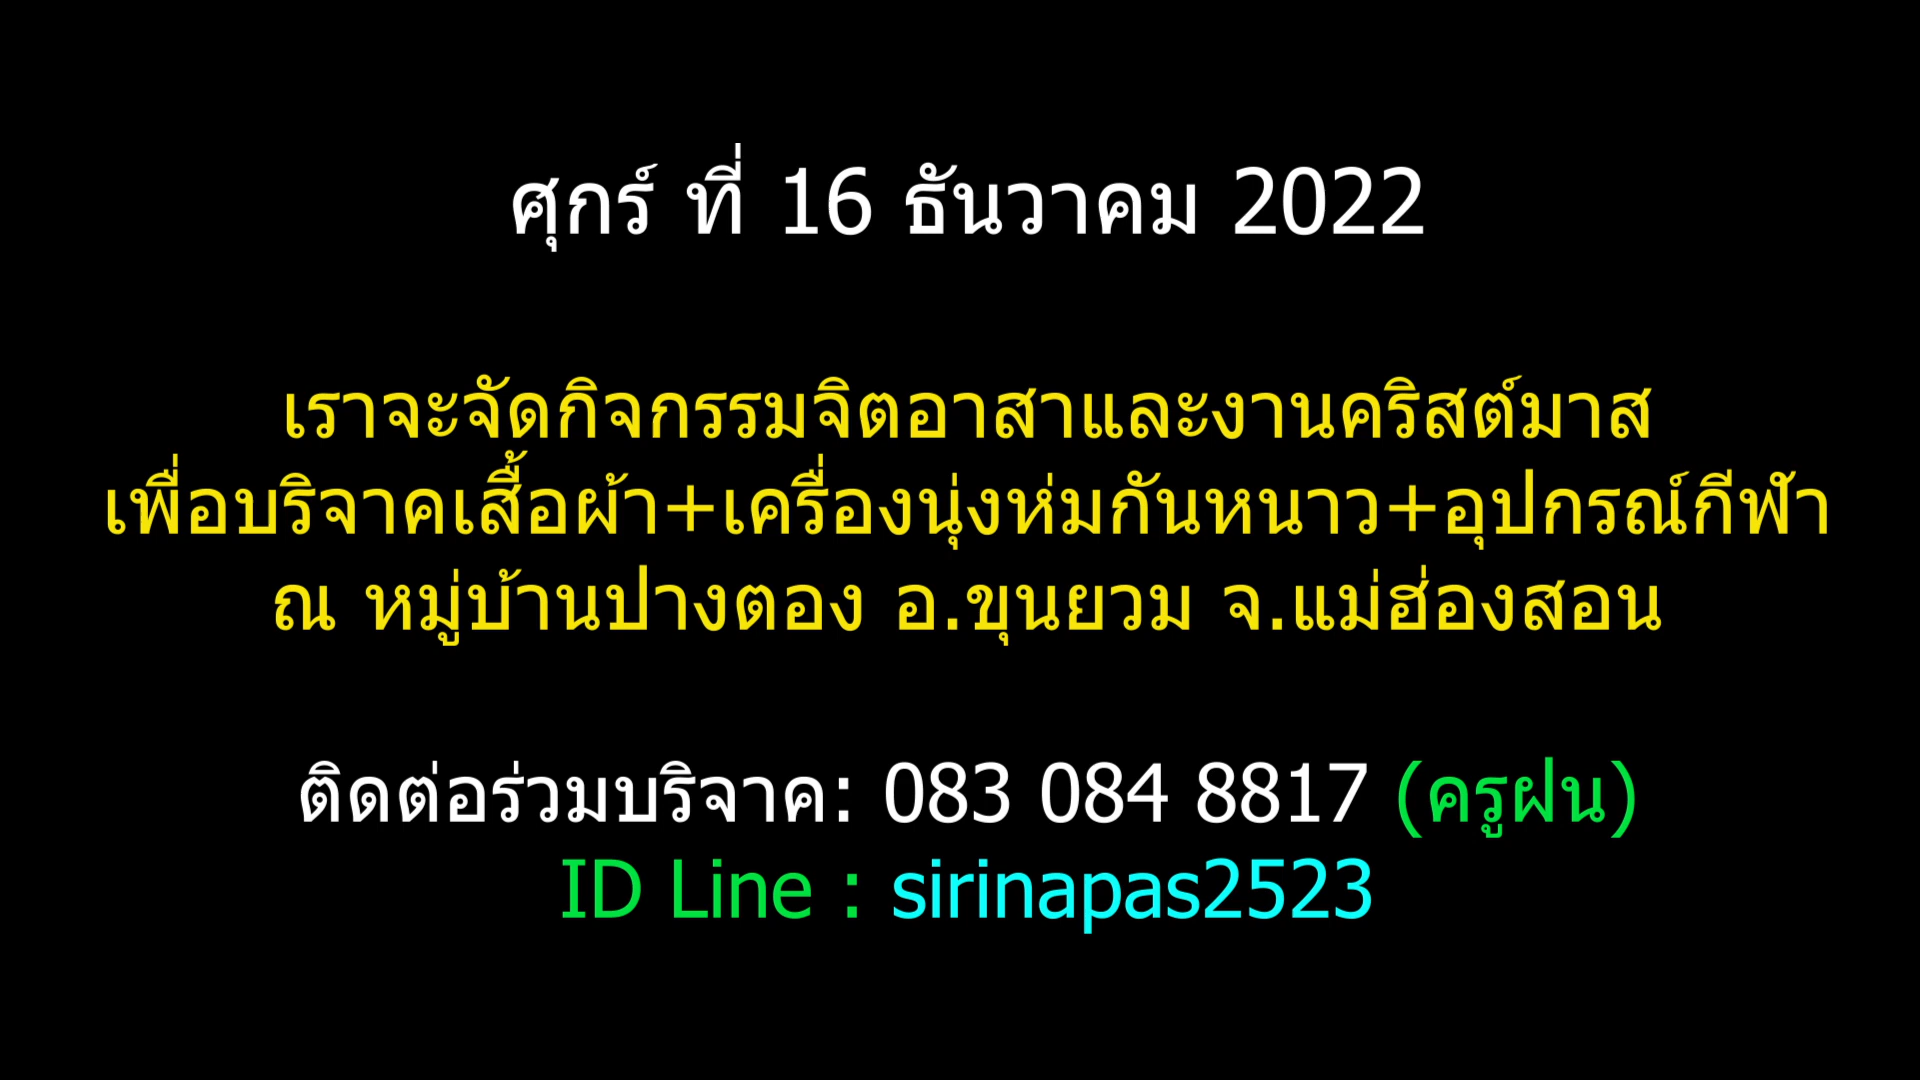 ศุกร์ ที่ 16 ธันวาคม 2022
เราจะจัดกิจกรรมจิตอาสาและงานคริสต์มาส
เพื่อบริจาคเสื้อผ้า+เครื่องนุ่งห่มกันหนาว+อุปกรณ์กีฬา
ณ หมู่บ้านปางตอง อ.ขุนยวม จ.แม่ฮ่องสอน
ติดต่อร่วมบริจาค: 083 084 8817 (ครูฝน)
ID Line : sirinapas2523